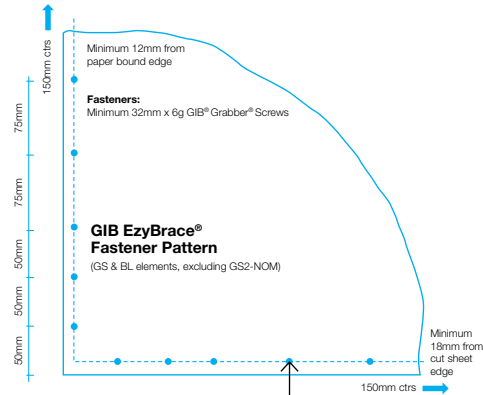 150mm ctrs
Minimum 12mm from
paper bound edge
Fasteners:
Minimum 32mm x 6g GIB® Grabber® Screws
75mm
75mm
GIB EzyBrace®
Fastener Pattern
(GS & BL elements, excluding GS2-NOM)
50mm
50mm
50mm
Minimum
18mm from
cut sheet
edge
150mm ctrs